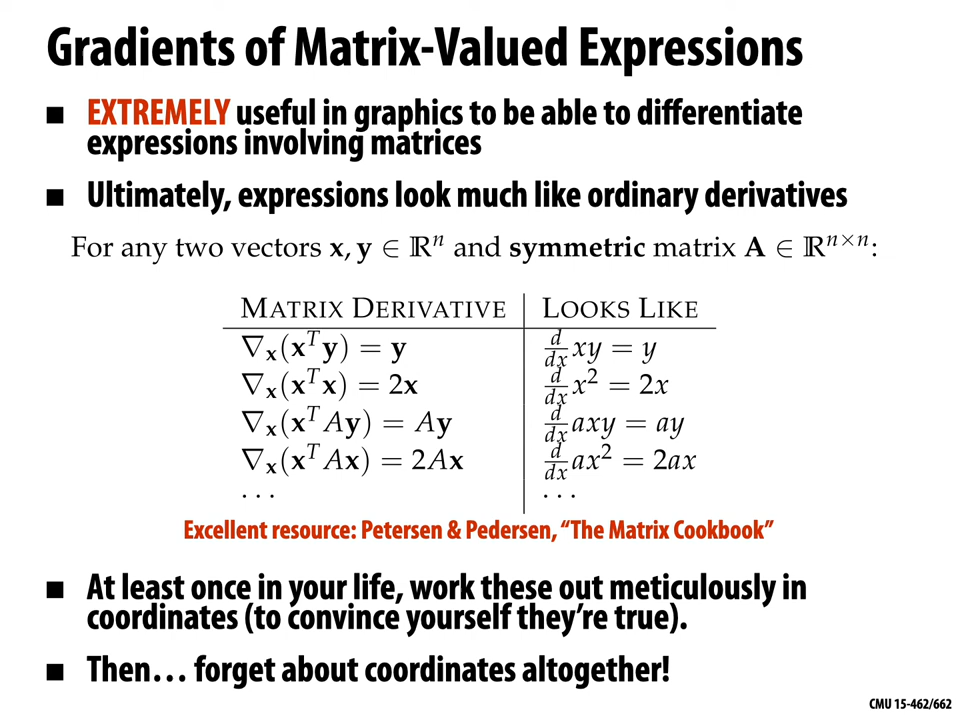 Gradients of Matrix-Valued Expressions
■ EXTREMELY useful in graphics to be able to differentiate
expressions involving matrices
■ Ultimately, expressions look much like ordinary derivatives
For any two vectors x, y ∈ ℝⁿ and symmetric matrix A ∈ ℝⁿˣⁿ:
MATRIX DERIVATIVE | LOOKS LIKE
∇ₓ(xᵀy) = y | d/dx xy = y
∇ₓ(xᵀx) = 2x | d/dx x² = 2x
∇ₓ(xᵀAy) = Ay | d/dx axy = ay
∇ₓ(xᵀAx) = 2Ax | d/dx ax² = 2ax
... | ...
Excellent resource: Petersen & Pedersen, “The Matrix Cookbook”
■ At least once in your life, work these out meticulously in
coordinates (to convince yourself they’re true).
■ Then… forget about coordinates altogether!
CMU 15-462/662